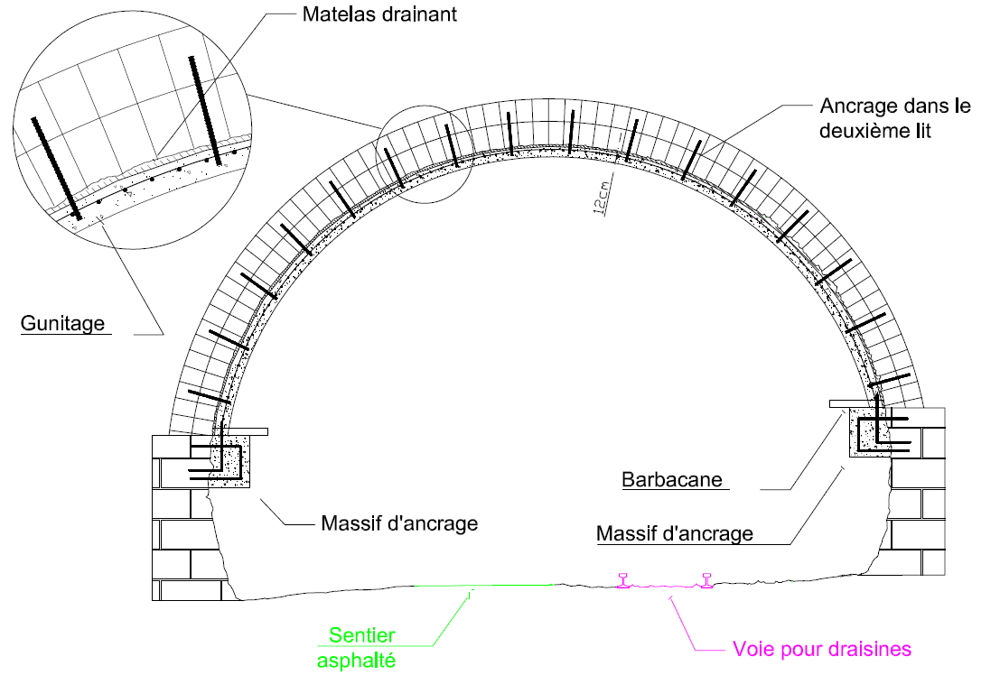 Matelas drainant
Ancrage dans le
deuxième lit
12cm
Gunitage
Barbacane
Massif d'ancrage
Massif d'ancrage
Sentier
asphalté
Voie pour draisines